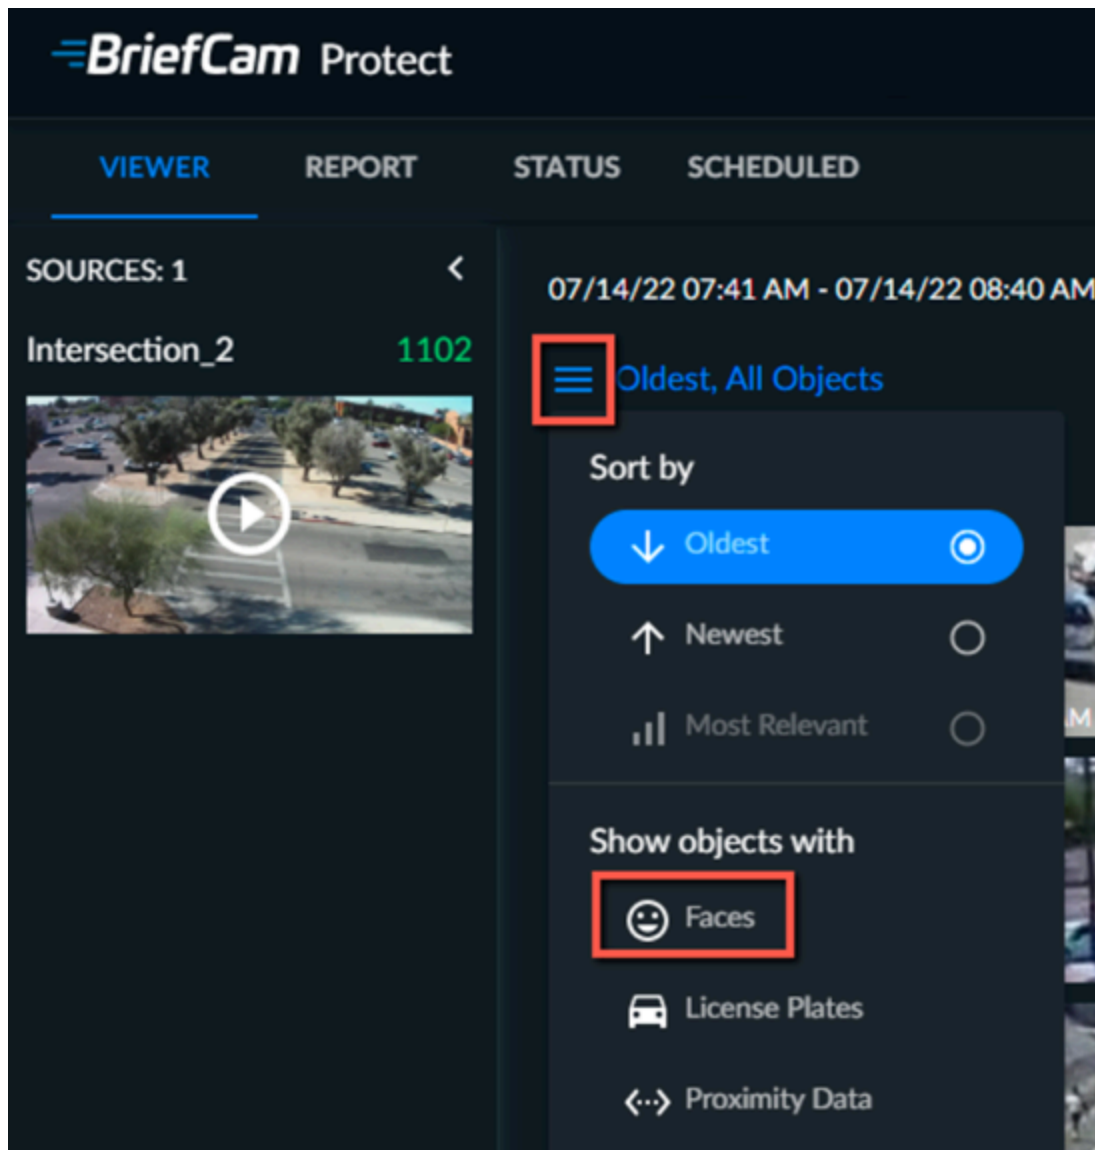 BriefCam Protect
VIEWER REPORT STATUS SCHEDULED
SOURCES: 1
Intersection_2 1102
07/14/22 07:41 AM - 07/14/22 08:40 AM
Oldest, All Objects
Sort by
Oldest
Newest
Most Relevant
Show objects with
Faces
License Plates
Proximity Data